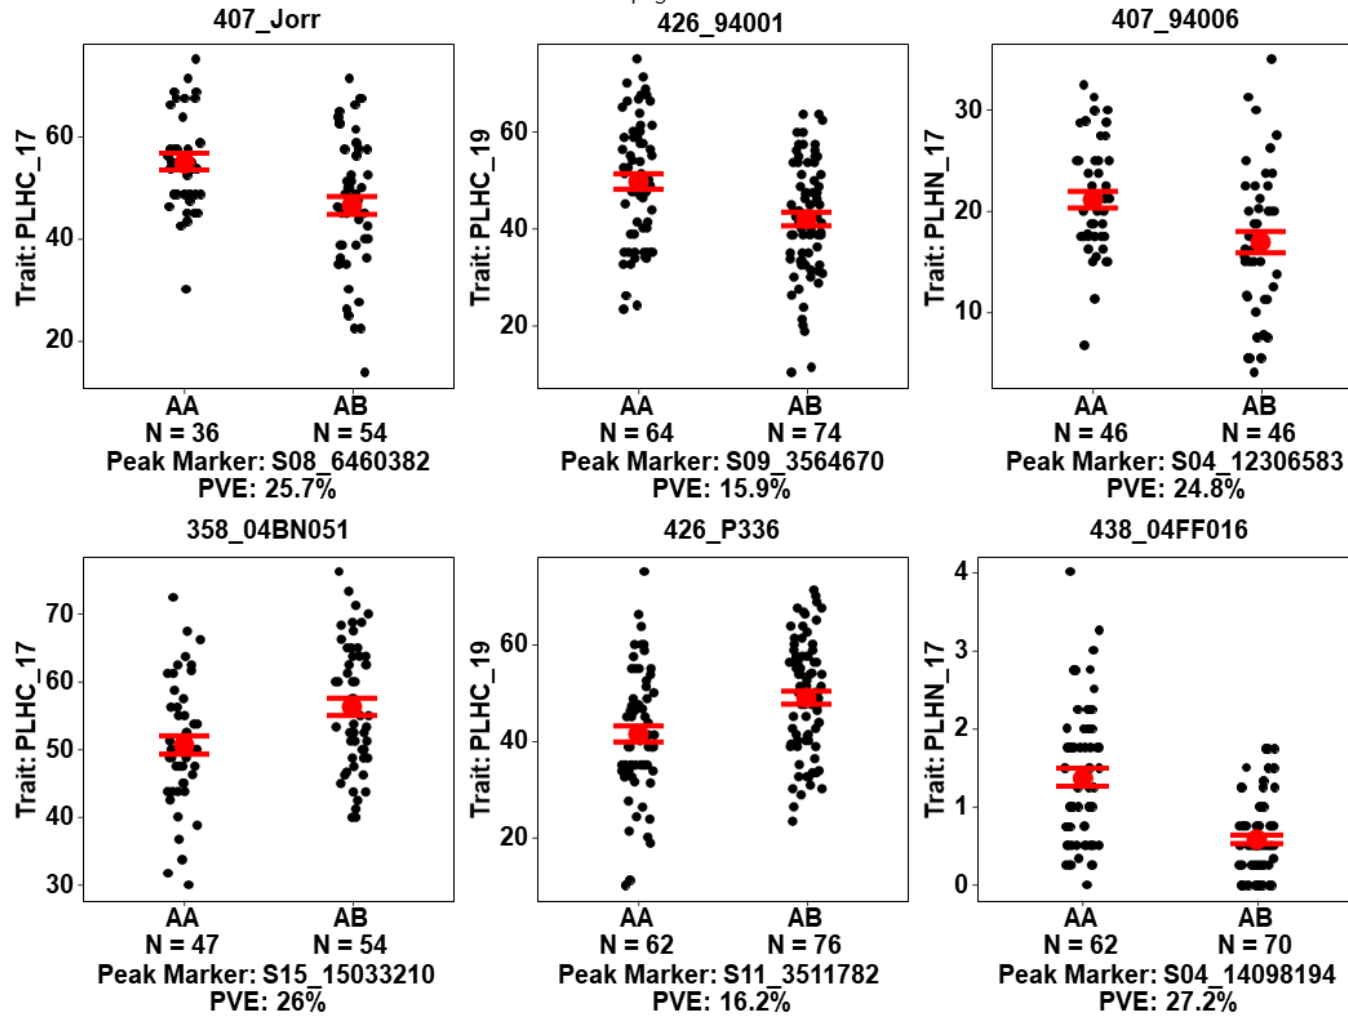 407_Jorr
Trait: PLHC_17
60
40
20
AA AB
N = 36 N = 54
Peak Marker: S08_6460382
PVE: 25.7%
426_94001
Trait: PLHC_19
60
40
20
AA AB
N = 64 N = 74
Peak Marker: S09_3564670
PVE: 15.9%
407_94006
Trait: PLHN_17
30
20
10
AA AB
N = 46 N = 46
Peak Marker: S04_12306583
PVE: 24.8%
358_04BN051
Trait: PLHC_17
70
60
50
40
30
AA AB
N = 47 N = 54
Peak Marker: S15_15033210
PVE: 26%
426_P336
Trait: PLHC_19
60
40
20
AA AB
N = 62 N = 76
Peak Marker: S11_3511782
PVE: 16.2%
438_04FF016
Trait: PLHN_17
4
3
2
1
0
AA AB
N = 62 N = 70
Peak Marker: S04_14098194
PVE: 27.2%